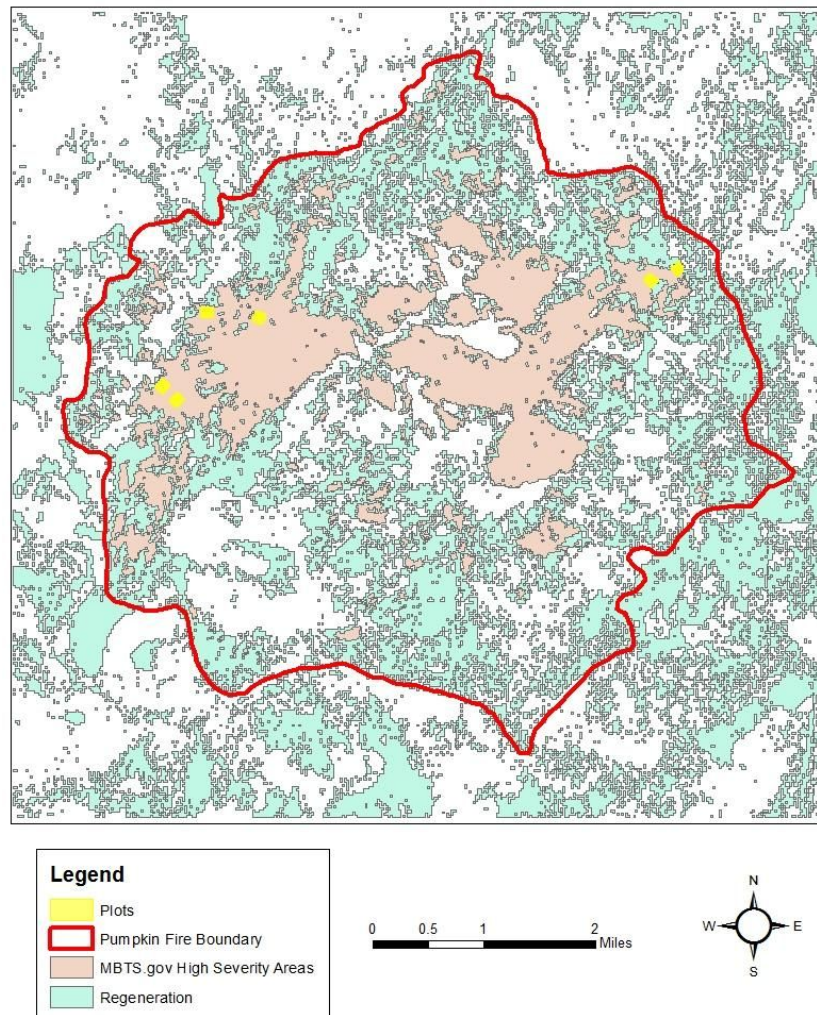 Legend
Plots
Pumpkin Fire Boundary
MBTS.gov High Severity Areas
Regeneration
0 0.5 1 2
Miles
N
W E
S